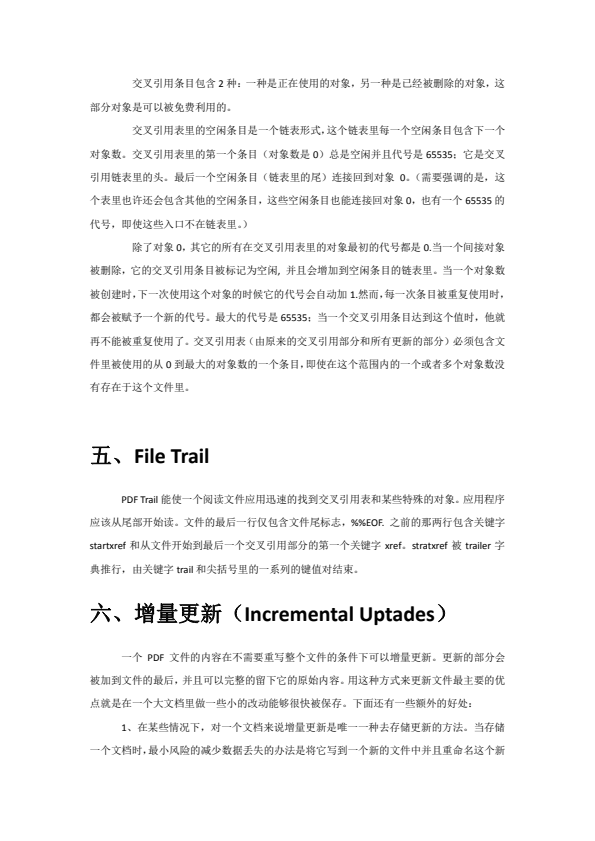 交叉引用条目包含 2 种：一种是正在使用的对象，另一种是已经被删除的对象，这
部分对象是可以被免费利用的。
交叉引用表里的空闲条目是一个链表形式，这个链表里每一个空闲条目包含下一个
对象数。交叉引用表里的第一个条目（对象数是 0）总是空闲并且代号是 65535；它是交叉
引用链表里的头。最后一个空闲条目（链表里的尾）连接回到对象 0。（需要强调的是，这
个表里也许还会包含其他的空闲条目，这些空闲条目也能连接回对象 0，也有一个 65535 的
代号，即使这些入口不在链表里。）
除了对象 0，其它的所有在交叉引用表里的对象最初的代号都是 0.当一个间接对象
被删除，它的交叉引用条目被标记为空闲, 并且会增加到空闲条目的链表里。当一个对象数
被创建时，下一次使用这个对象的时候它的代号会自动加 1.然而，每一次条目被重复使用时，
都会被赋予一个新的代号。最大的代号是 65535；当一个交叉引用条目达到这个值时，他就
再不能被重复使用了。交叉引用表（由原来的交叉引用部分和所有更新的部分）必须包含文
件里被使用的从 0 到最大的对象数的一个条目，即使在这个范围内的一个或者多个对象数没
有存在于这个文件里。
五、File Trail
PDF Trail 能使一个阅读文件应用迅速的找到交叉引用表和某些特殊的对象。应用程序
应该从尾部开始读。文件的最后一行仅包含文件尾标志，%%EOF. 之前的那两行包含关键字
startxref 和从文件开始到最后一个交叉引用部分的第一个关键字 xref。stratxref 被 trailer 字
典推行，由关键字 trail 和尖括号里的一系列的键值对结束。
六、增量更新（Incremental Uptades）
一个 PDF 文件的内容在不需要重写整个文件的条件下可以增量更新。更新的部分会
被加到文件的最后，并且可以完整的留下它的原始内容。用这种方式来更新文件最主要的优
点就是在一个大文档里做一些小的改动能够很快被保存。下面还有一些额外的好处：
1、在某些情况下，对一个文档来说增量更新是唯一一种去存储更新的方法。当存储
一个文档时，最小风险的减少数据丢失的办法是将它写到一个新的文件中并且重命名这个新